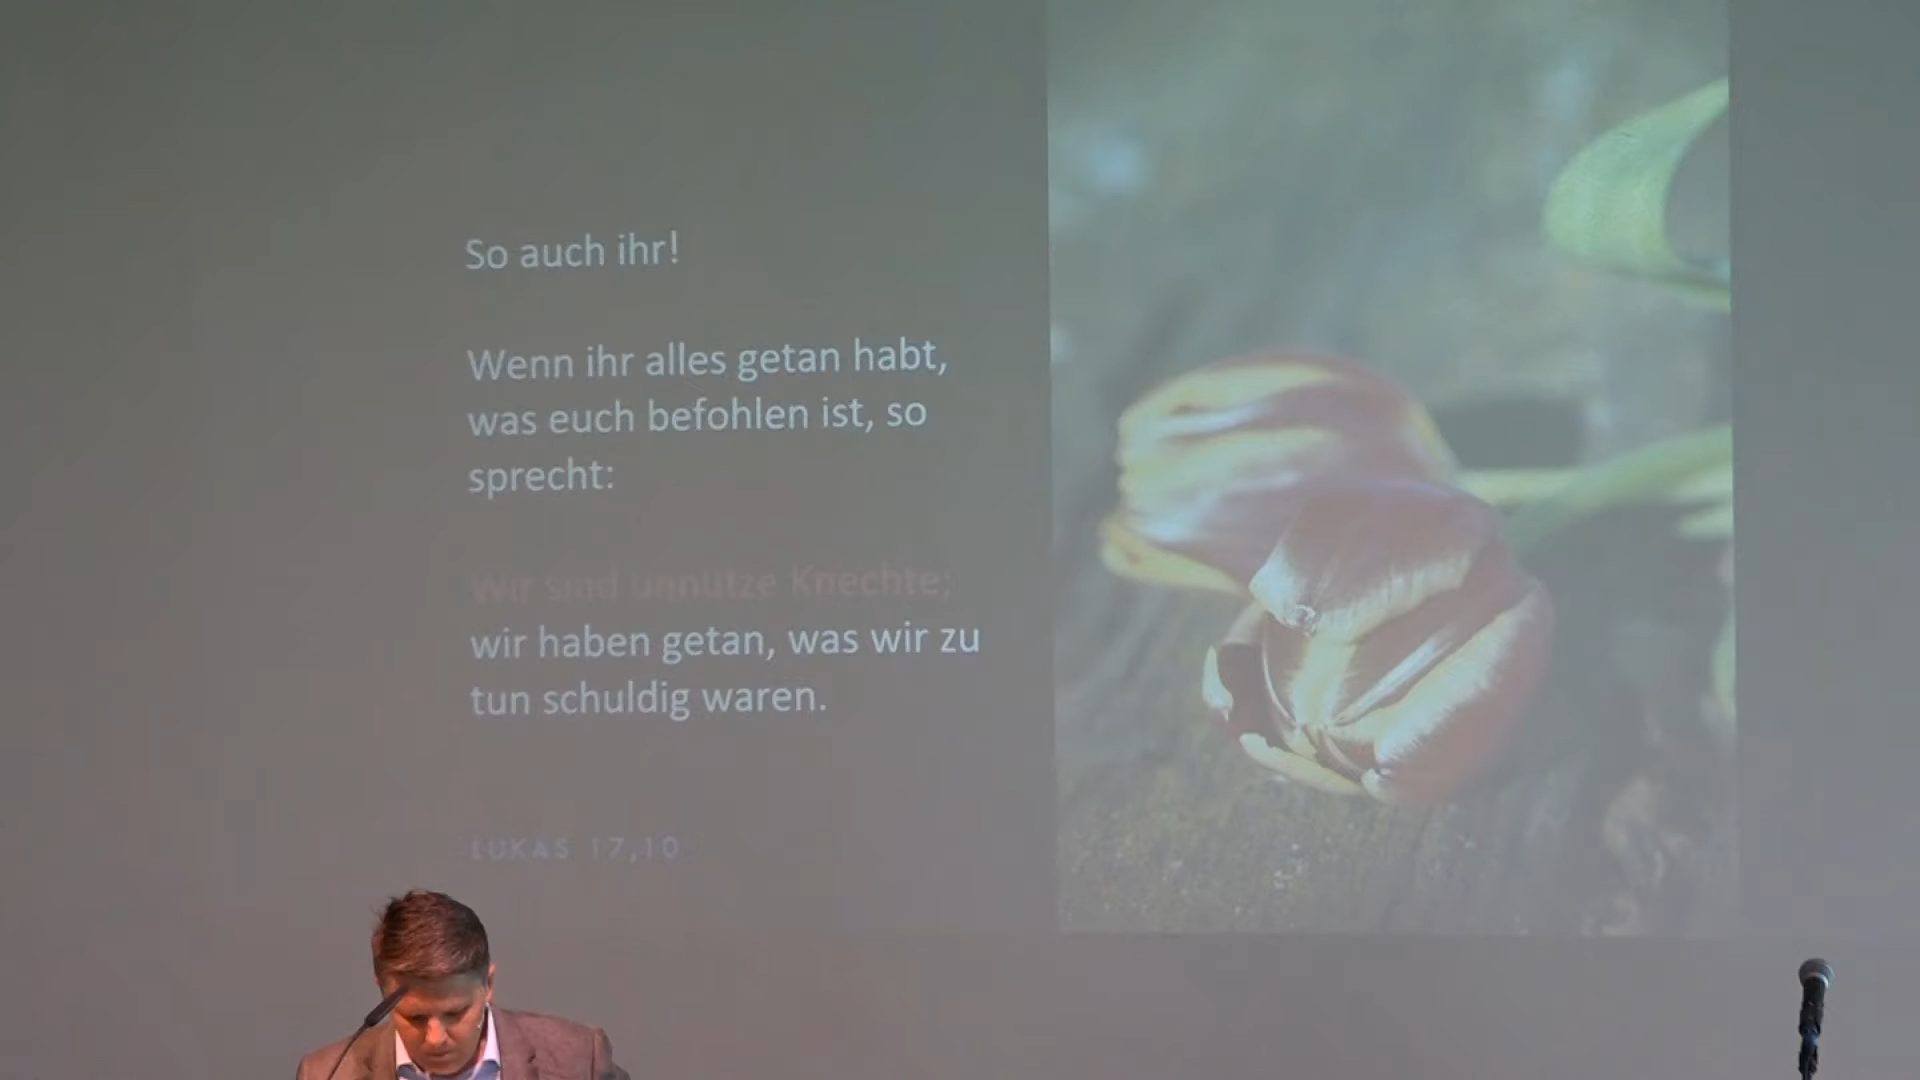 So auch ihr!
Wenn ihr alles getan habt,
was euch befohlen ist, so
sprecht:
Wir sind unnütze Knechte;
wir haben getan, was wir zu
tun schuldig waren.
LUKAS 17,10